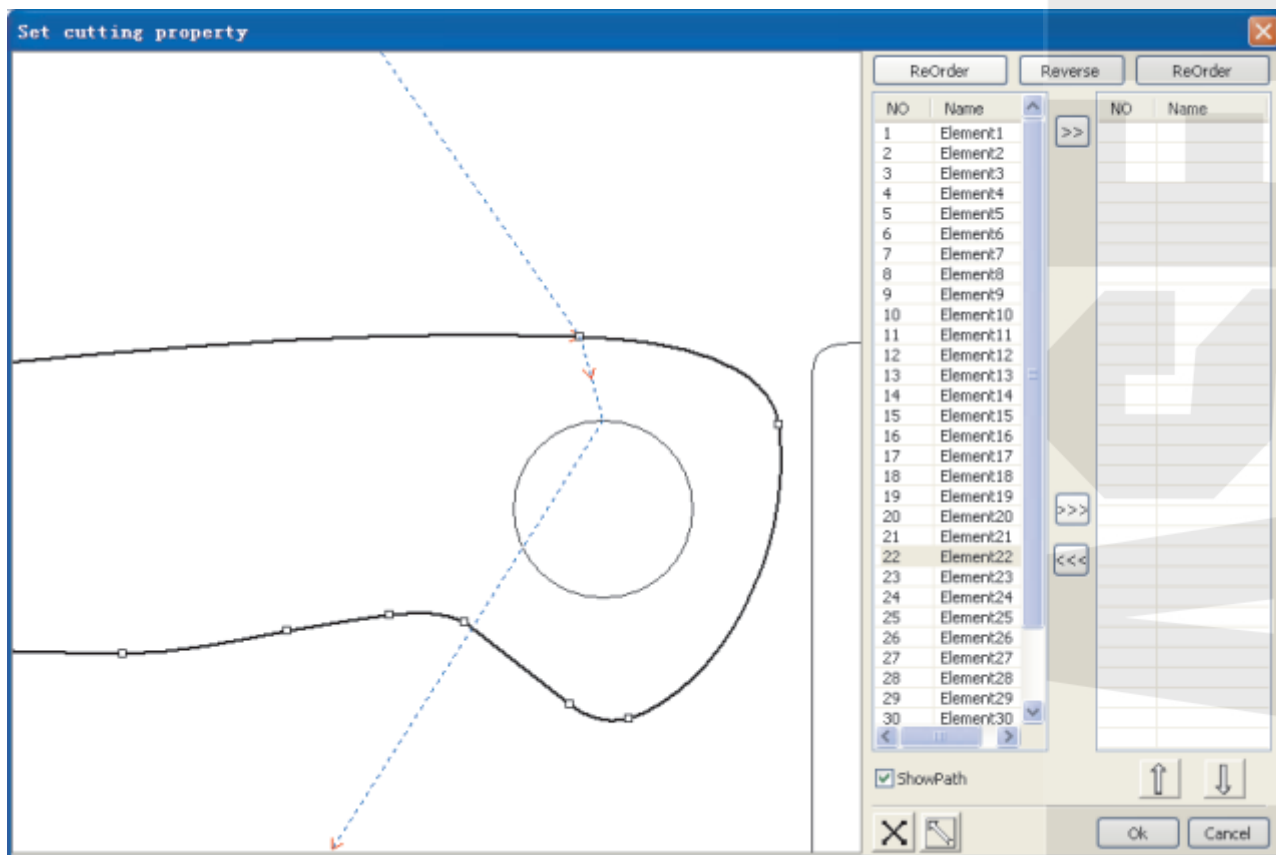 Set cutting property
ReOrder Reverse ReOrder
NO Name NO Name
1 Element1 >>
2 Element2
3 Element3
4 Element4
5 Element5
6 Element6
7 Element7
8 Element8
9 Element9
10 Element10
11 Element11
12 Element12
13 Element13
14 Element14
15 Element15
16 Element16
17 Element17
18 Element18
19 Element19
20 Element20 >>>
21 Element21
22 Element22 <<<
23 Element23
24 Element24
25 Element25
26 Element26
27 Element27
28 Element28
29 Element29
30 Element30
ShowPath
Ok Cancel